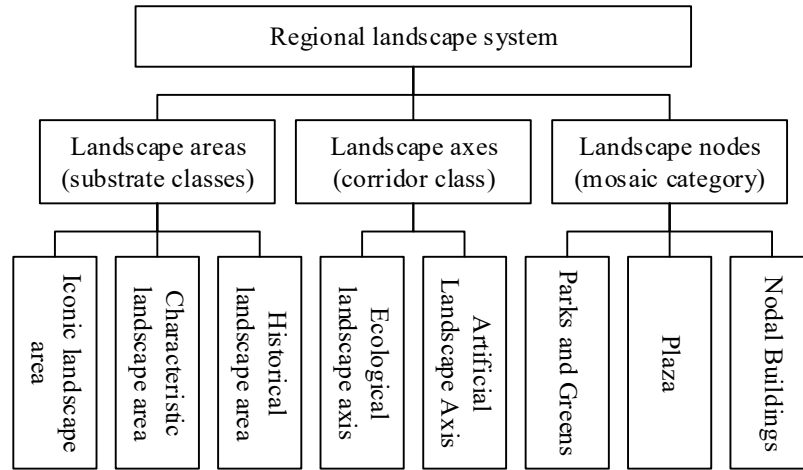 Regional landscape system
Landscape areas
(substrate classes)
Landscape axes
(corridor class)
Landscape nodes
(mosaic category)
Iconic landscape
area
Characteristic
landscape area
Historical
landscape area
Ecological
landscape axis
Artificial
Landscape Axis
Parks and Greens
Plaza
Nodal Buildings